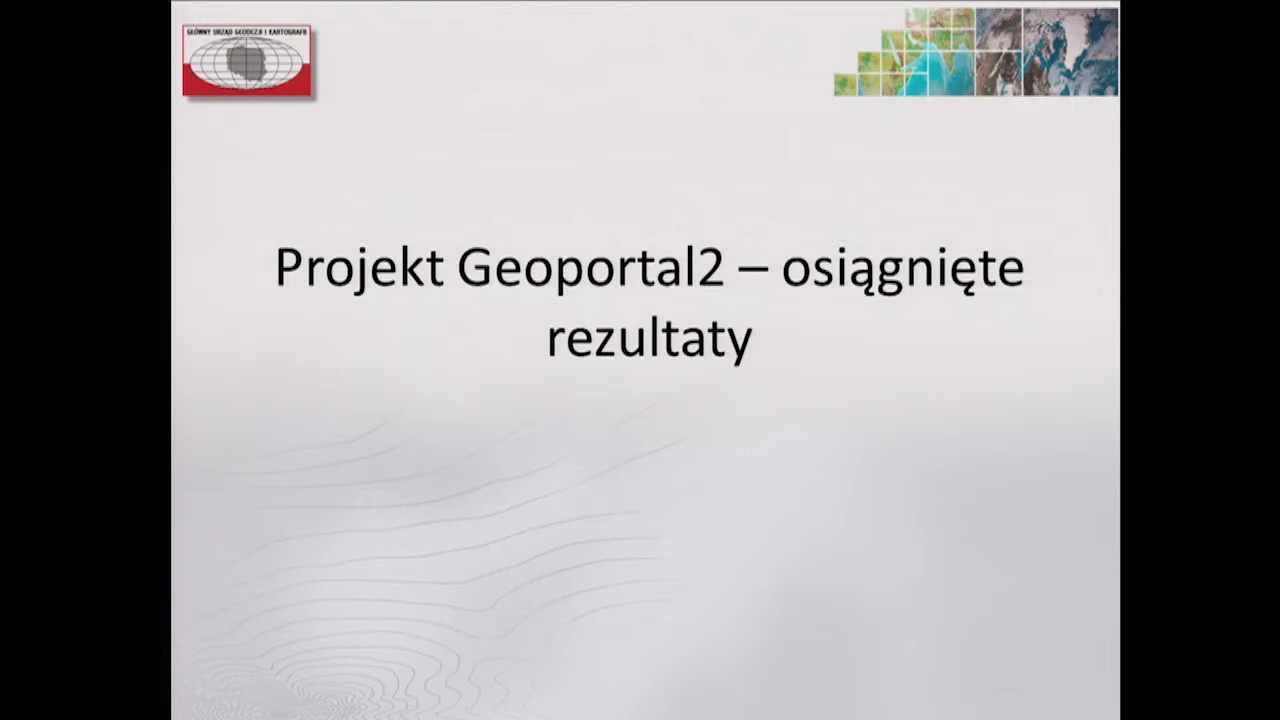 GŁÓWNY URZĄD GEODEZJI I KARTOGRAFII
Projekt Geoportal2 – osiągnięte
rezultaty